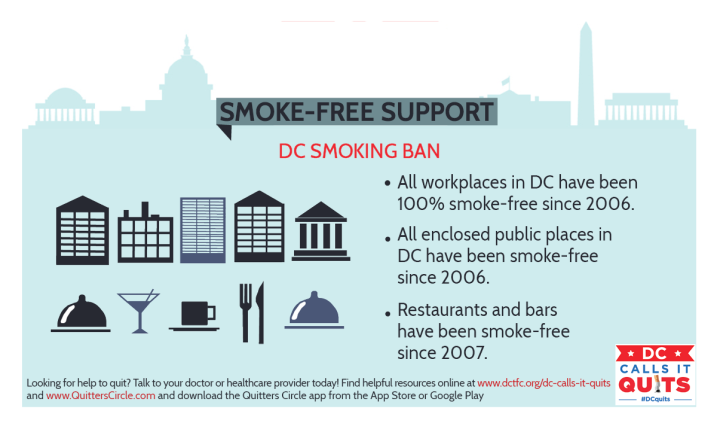 SMOKE-FREE SUPPORT
DC SMOKING BAN
• All workplaces in DC have been
100% smoke-free since 2006.
• All enclosed public places in
DC have been smoke-free
since 2006.
• Restaurants and bars
have been smoke-free
since 2007.
Looking for help to quit? Talk to your doctor or healthcare provider today! Find helpful resources online at www.dctfc.org/dc-calls-it-quits
and www.QuittersCircle.com and download the Quitters Circle app from the App Store or Google Play
DC
CALLS IT
QUITS
#DCquits